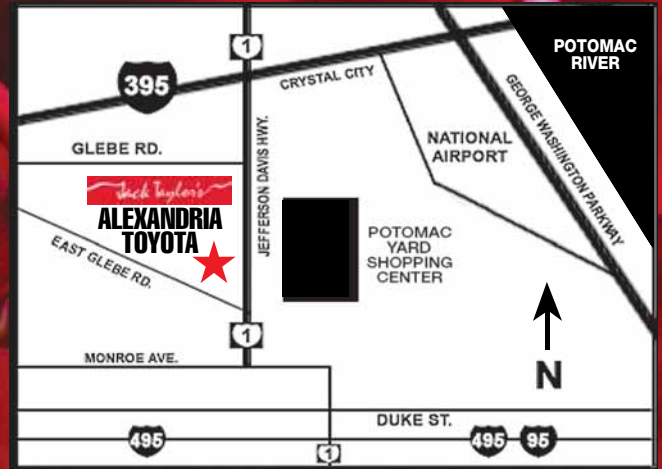 1
POTOMAC
RIVER
395
CRYSTAL CITY
GEORGE WASHINGTON PARKWAY
GLEBE RD.
JEFFERSON DAVIS HWY.
NATIONAL
AIRPORT
Jack Taylor's
ALEXANDRIA
TOYOTA
EAST GLEBE RD.
POTOMAC
YARD
SHOPPING
CENTER
1
MONROE AVE.
N
DUKE ST.
495
1
495
95